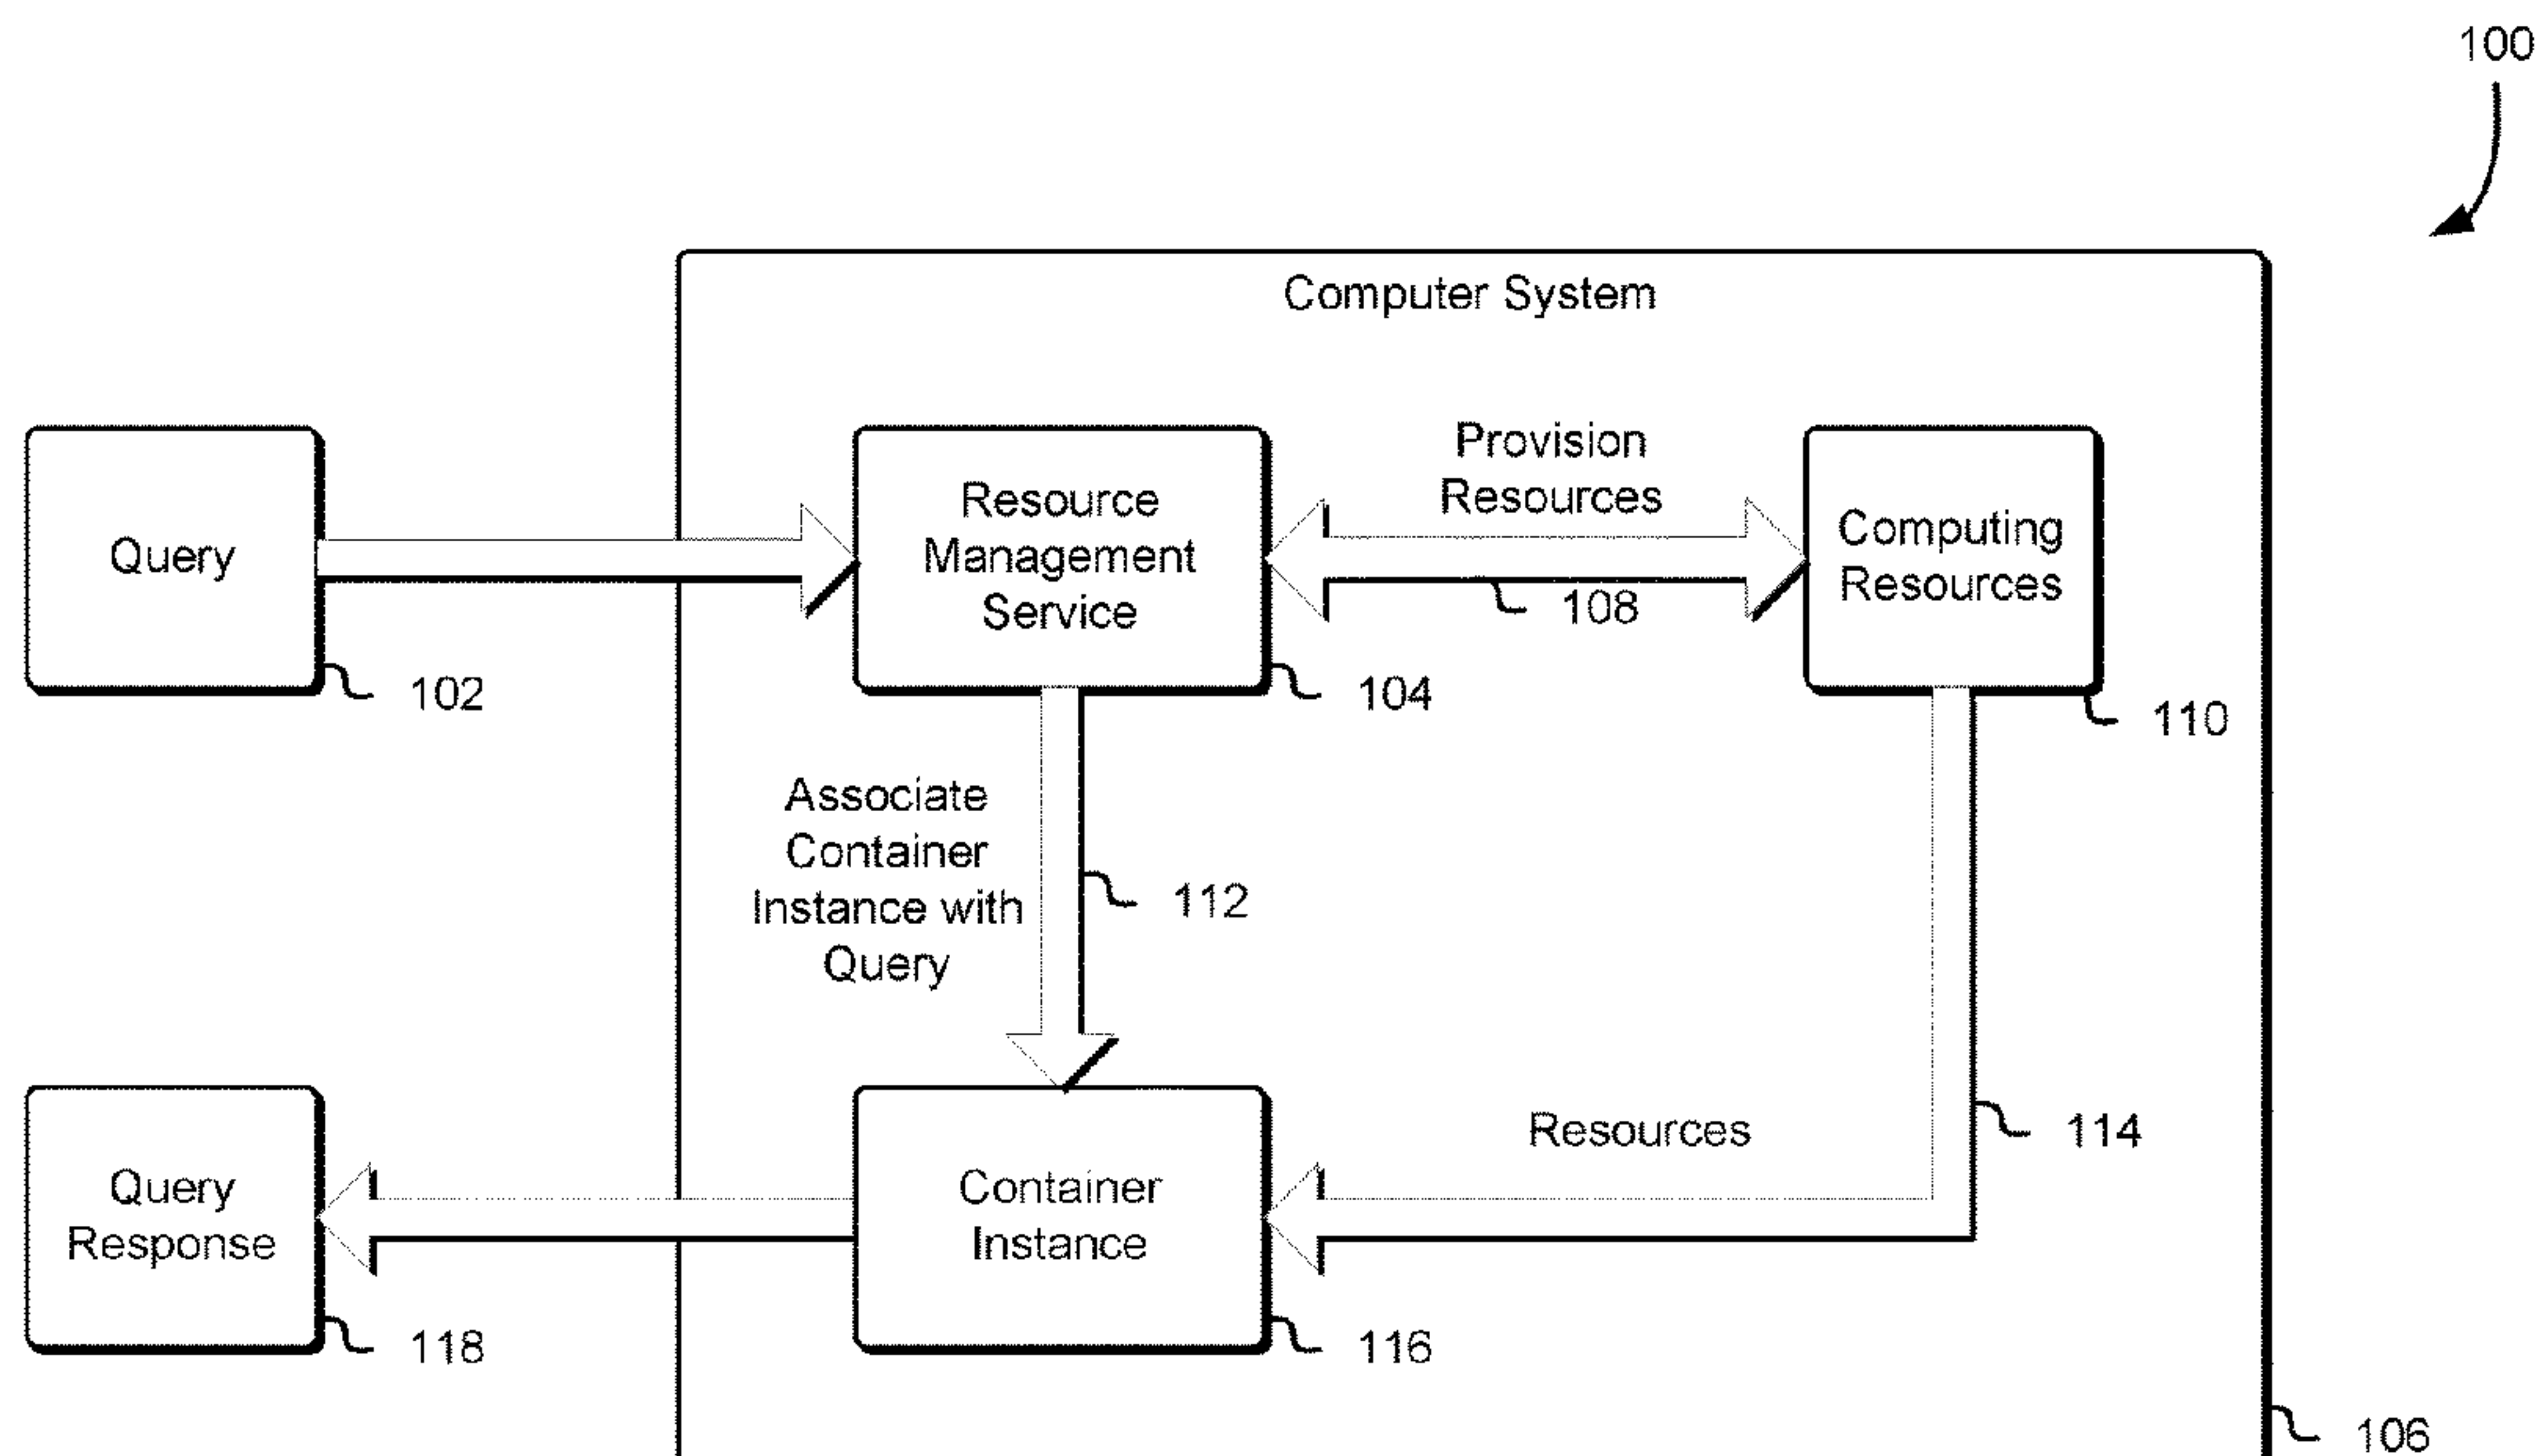 100
Computer System
Query
102
Resource
Management
Service
104
Provision
Resources
108
Computing
Resources
110
Associate
Container
Instance with
Query
112
Resources
114
Query
Response
118
Container
Instance
116
106